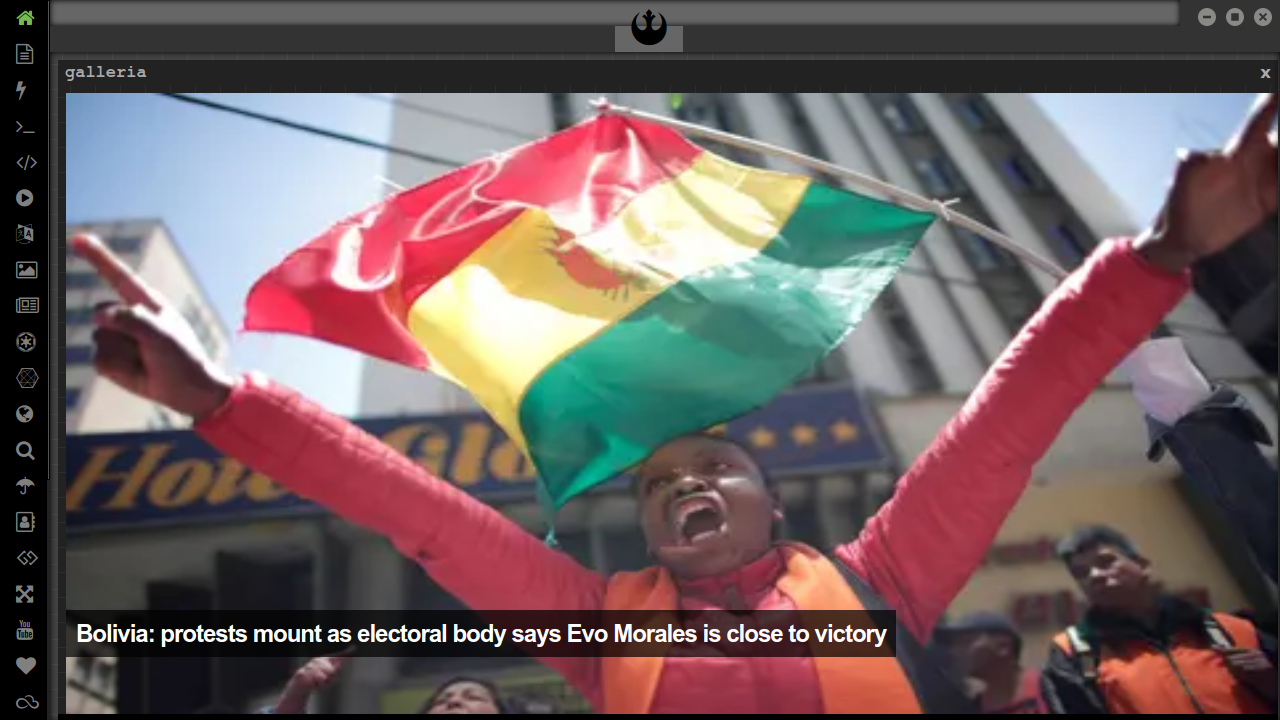 galleria
x
Hotel Glo
Bolivia: protests mount as electoral body says Evo Morales is close to victory
You
Tube